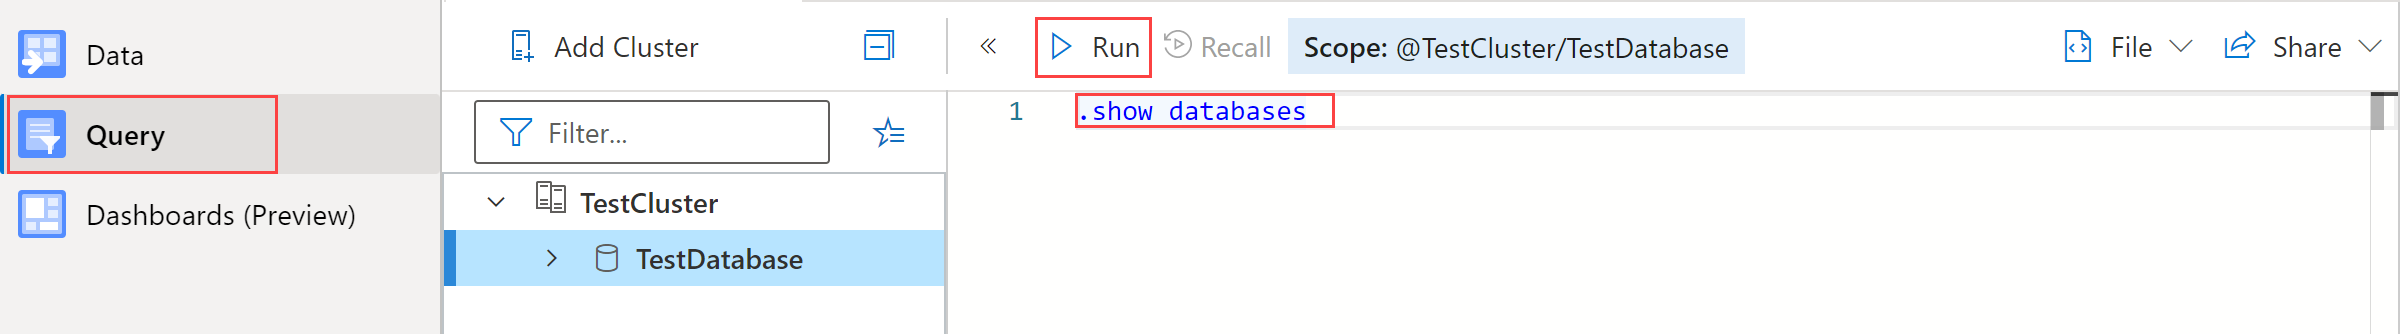 Data
Query
Dashboards (Preview)
Add Cluster
Filter...
TestCluster
TestDatabase
Run
Recall
Scope: @TestCluster/TestDatabase
File
Share
1 .show databases